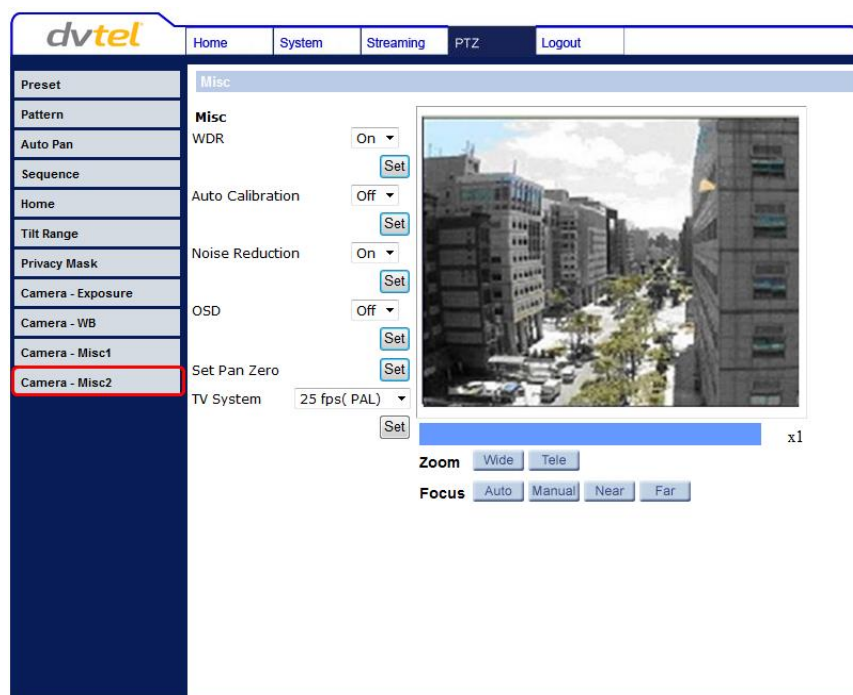 dvtel
Home System Streaming PTZ Logout
Preset
Pattern
Auto Pan
Sequence
Home
Tilt Range
Privacy Mask
Camera - Exposure
Camera - WB
Camera - Misc1
Camera - Misc2
Misc
Misc
WDR On
Set
Auto Calibration Off
Set
Noise Reduction On
Set
OSD Off
Set
Set Pan Zero Set
TV System 25 fps( PAL)
Set
x1
Zoom Wide Tele
Focus Auto Manual Near Far